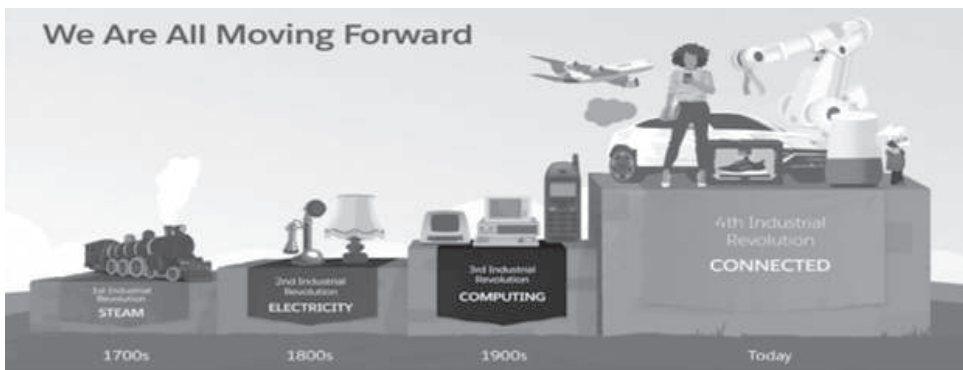 We Are All Moving Forward
1st Industrial
Revolution
STEAM
2nd Industrial
Revolution
ELECTRICITY
3rd Industrial
Revolution
COMPUTING
4th Industrial
Revolution
CONNECTED
1700s
1800s
1900s
Today